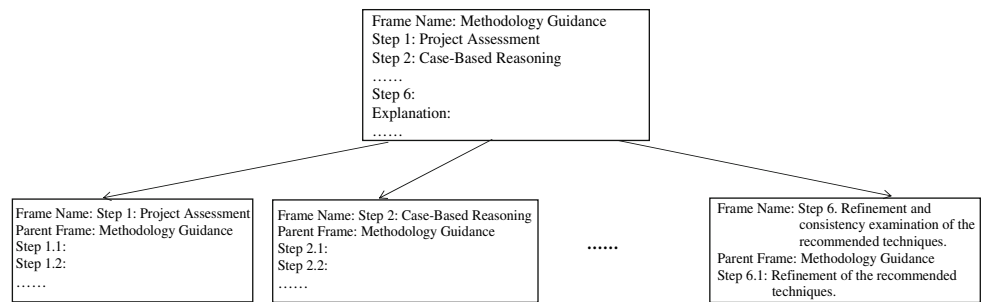 Frame Name: Methodology Guidance
Step 1: Project Assessment
Step 2: Case-Based Reasoning
……
Step 6:
Explanation:
……
Frame Name: Step 1: Project Assessment
Parent Frame: Methodology Guidance
Step 1.1:
Step 1.2:
……
Frame Name: Step 2: Case-Based Reasoning
Parent Frame: Methodology Guidance
Step 2.1:
Step 2.2:
……
……
Frame Name: Step 6. Refinement and
consistency examination of the
recommended techniques.
Parent Frame: Methodology Guidance
Step 6.1: Refinement of the recommended
techniques.